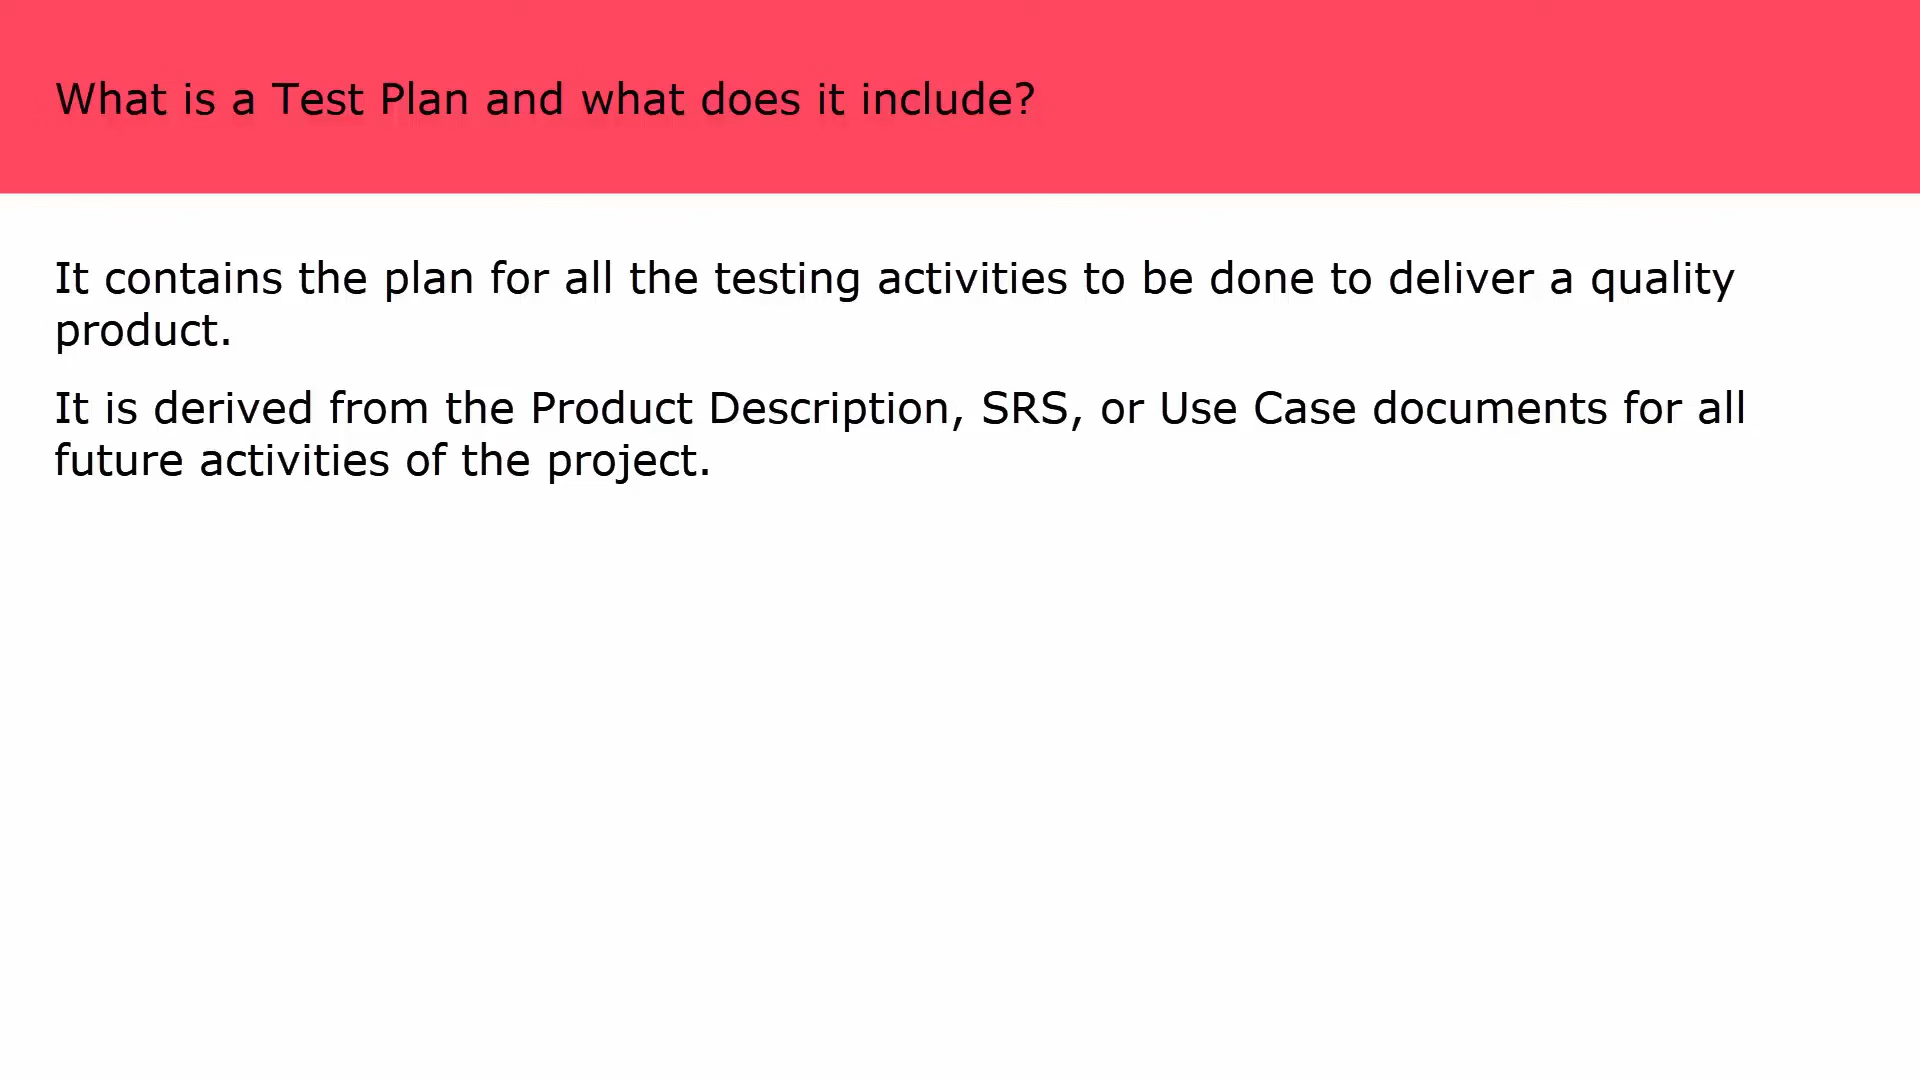 What is a Test Plan and what does it include?
It contains the plan for all the testing activities to be done to deliver a quality
product.
It is derived from the Product Description, SRS, or Use Case documents for all
future activities of the project.